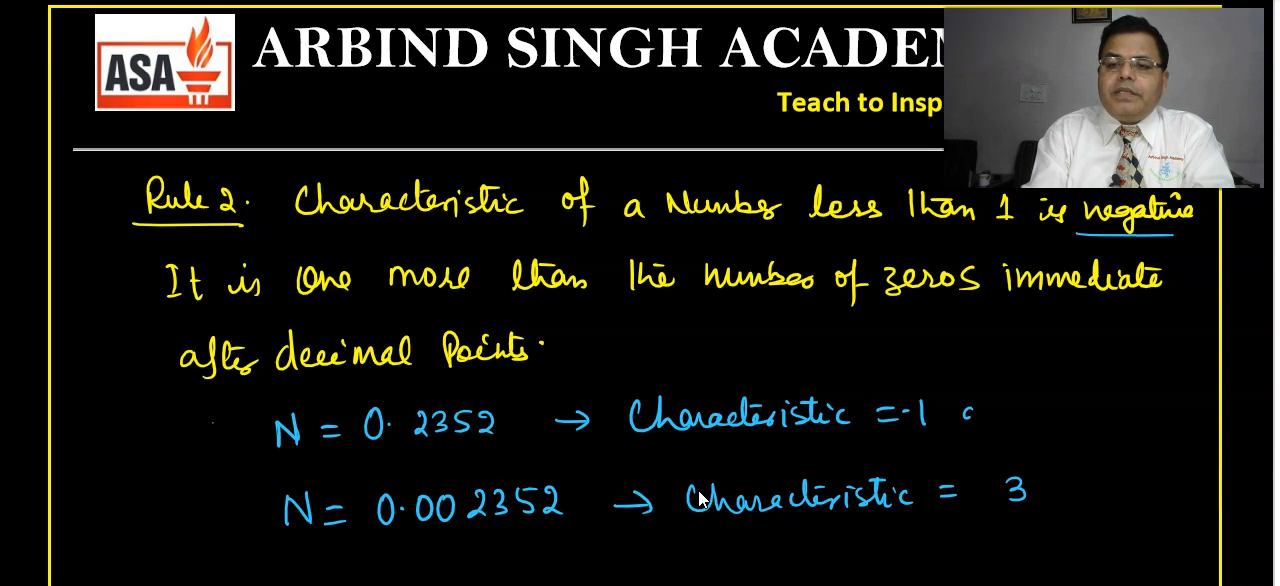 ASA
ARBIND SINGH ACADEM
Teach to Insp
Rule 2. Characteristic of a Number less than 1 is negative
It is one more than the number of zeros immediate
after decimal Points.
N = 0.2352 → Characteristic = -1
N = 0.002352 → Characteristic = 3